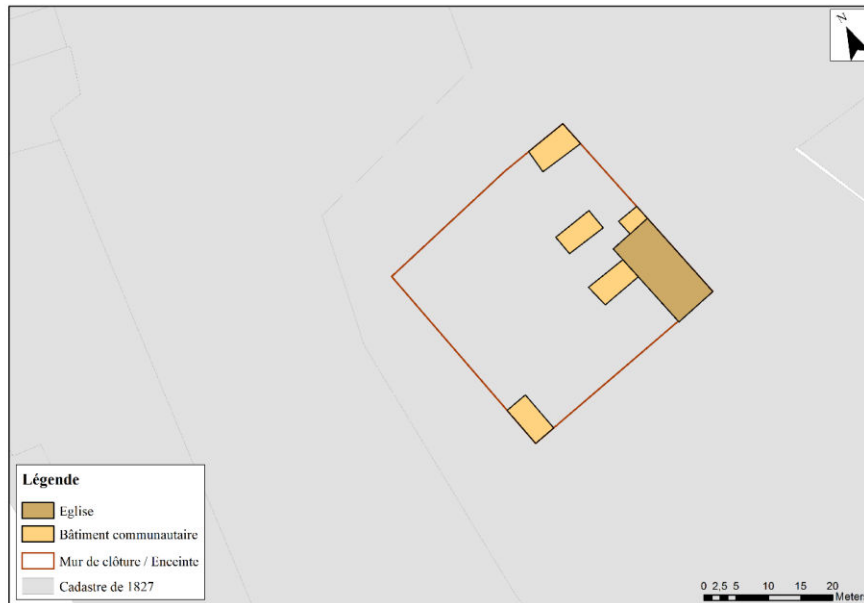 N
Légende
Eglise
Bâtiment communautaire
Mur de clôture / Enceinte
Cadastre de 1827
0 2,5 5 10 15 20
Meter